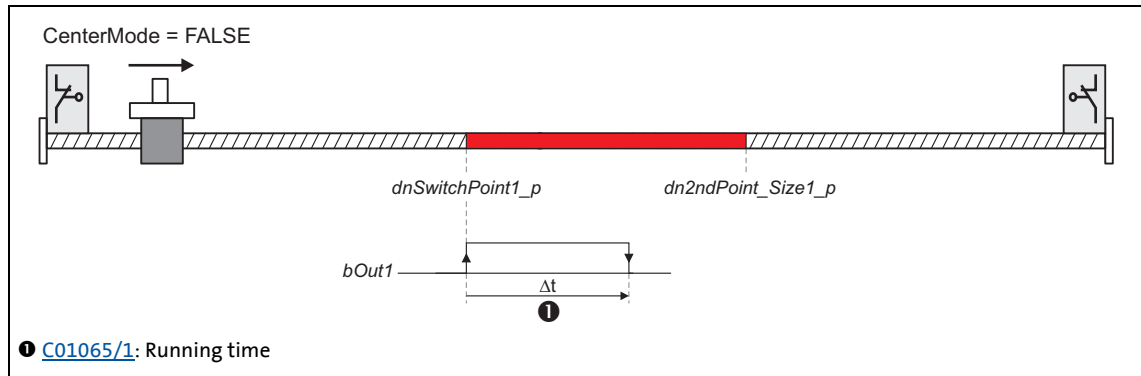 CenterMode = FALSE
dnSwitchPoint1_p dn2ndPoint_Size1_p
bOut1
Δt
❶
❶ C01065/1: Running time